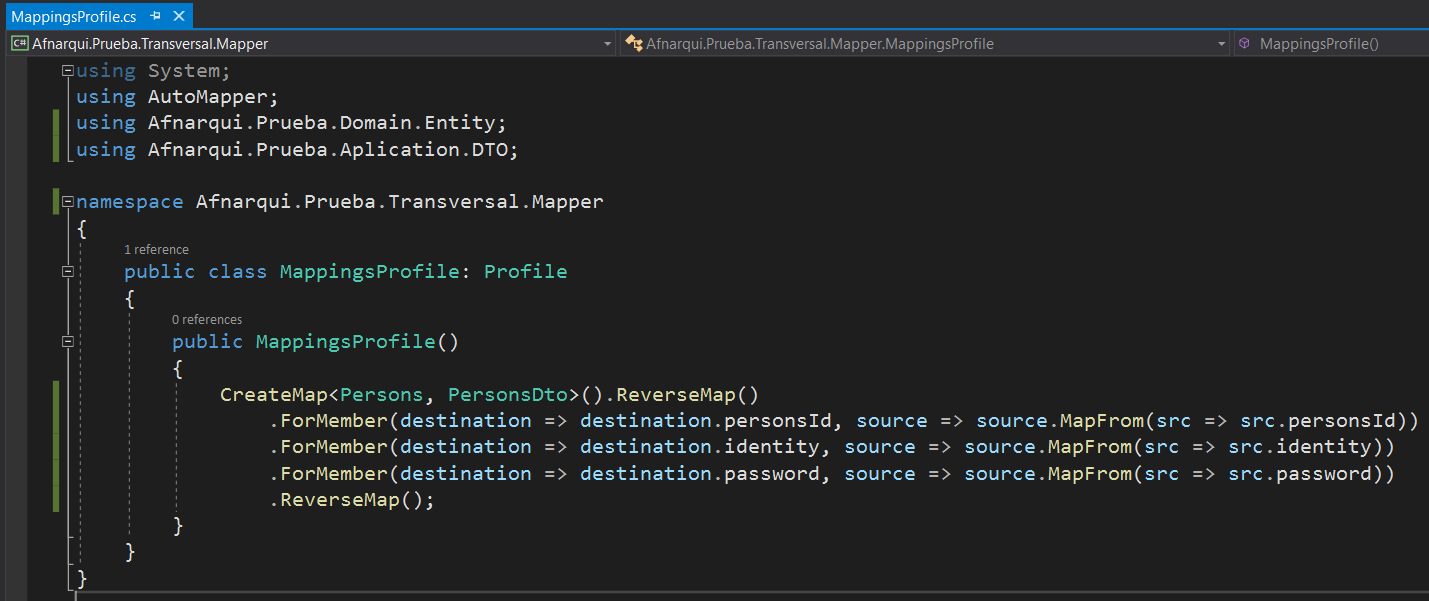 MappingsProfile.cs
C# Afnarqui.Prueba.Transversal.Mapper
Afnarqui.Prueba.Transversal.Mapper.MappingsProfile
MappingsProfile()
using System;
using AutoMapper;
using Afnarqui.Prueba.Domain.Entity;
using Afnarqui.Prueba.Aplication.DTO;
namespace Afnarqui.Prueba.Transversal.Mapper
{
1 reference
public class MappingsProfile: Profile
{
0 references
public MappingsProfile()
{
CreateMap<Persons, PersonsDto>().ReverseMap()
.ForMember(destination => destination.personsId, source => source.MapFrom(src => src.personsId))
.ForMember(destination => destination.identity, source => source.MapFrom(src => src.identity))
.ForMember(destination => destination.password, source => source.MapFrom(src => src.password))
.ReverseMap();
}
}
}